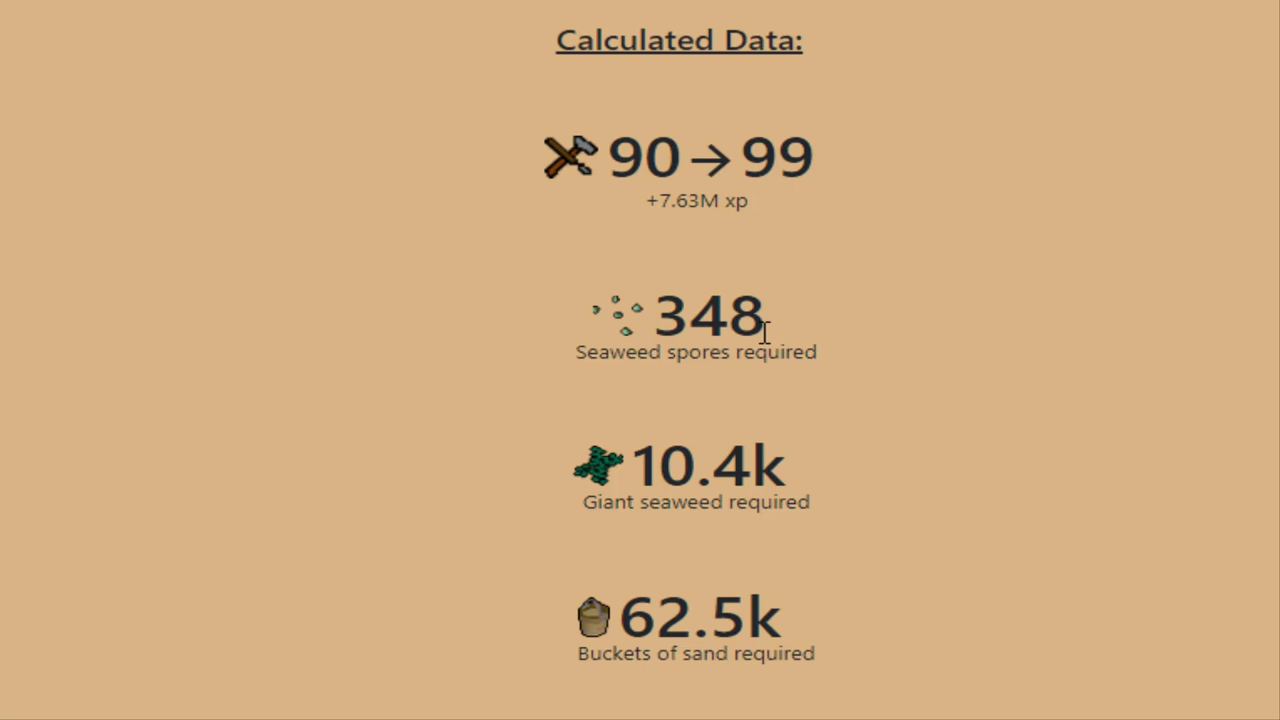 Calculated Data:
90→99
+7.63M xp
348
Seaweed spores required
10.4k
Giant seaweed required
62.5k
Buckets of sand required